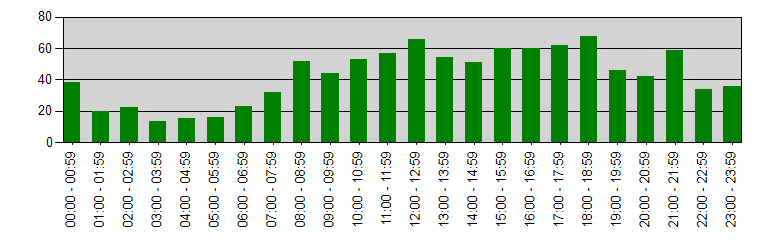 80
60
40
20
0
00:00 - 00:59
01:00 - 01:59
02:00 - 02:59
03:00 - 03:59
04:00 - 04:59
05:00 - 05:59
06:00 - 06:59
07:00 - 07:59
08:00 - 08:59
09:00 - 09:59
10:00 - 10:59
11:00 - 11:59
12:00 - 12:59
13:00 - 13:59
14:00 - 14:59
15:00 - 15:59
16:00 - 16:59
17:00 - 17:59
18:00 - 18:59
19:00 - 19:59
20:00 - 20:59
21:00 - 21:59
22:00 - 22:59
23:00 - 23:59